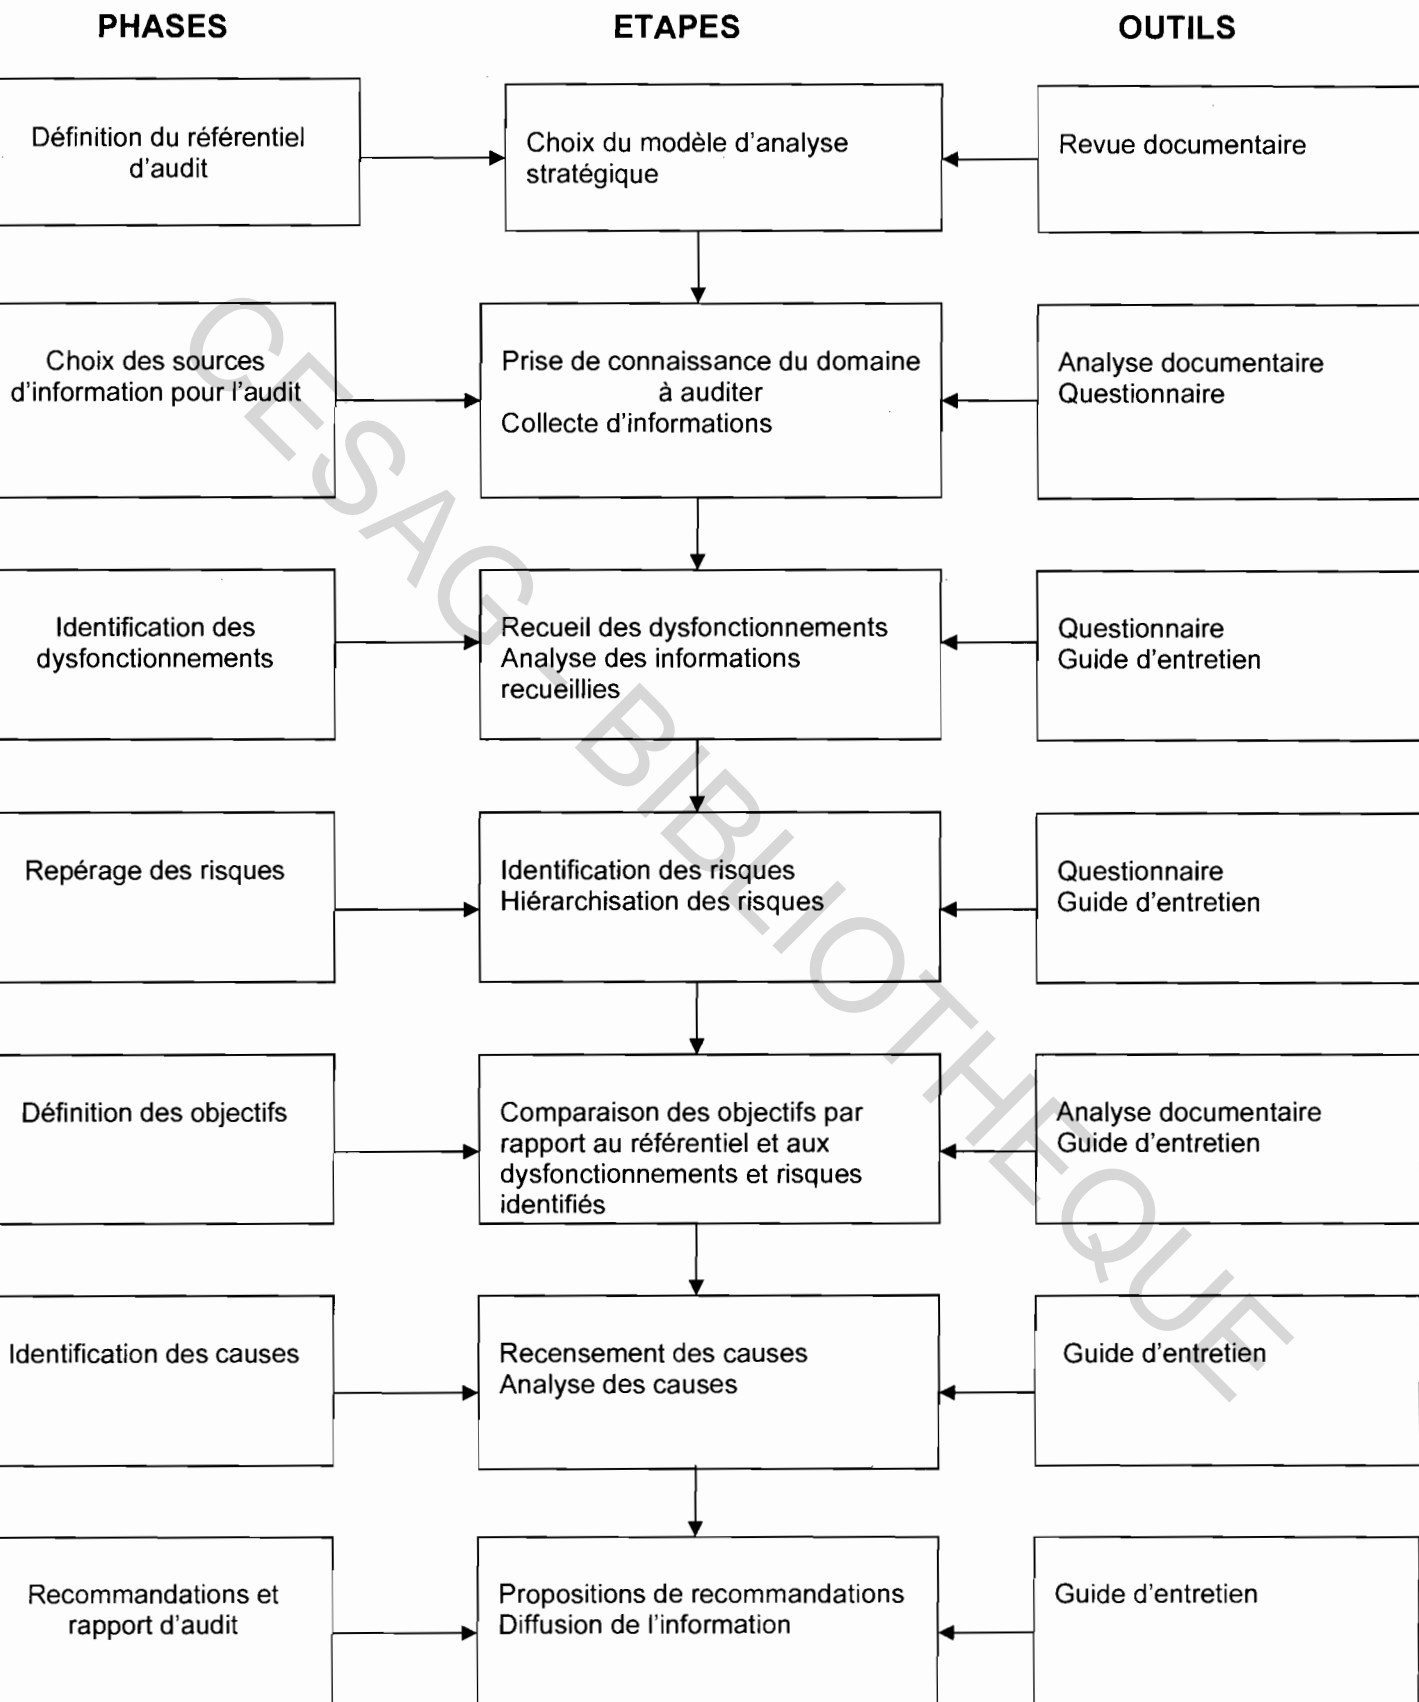 PHASES
ETAPES
OUTILS
Définition du référentiel
d'audit
Choix du modèle d'analyse
stratégique
Revue documentaire
Choix des sources
d'information pour l'audit
Prise de connaissance du domaine
à auditer
Collecte d'informations
Analyse documentaire
Questionnaire
Identification des
dysfonctionnements
Recueil des dysfonctionnements
Analyse des informations
recueillies
Questionnaire
Guide d'entretien
Repérage des risques
Identification des risques
Hiérarchisation des risques
Questionnaire
Guide d'entretien
Définition des objectifs
Comparaison des objectifs par
rapport au référentiel et aux
dysfonctionnements et risques
identifiés
Analyse documentaire
Guide d'entretien
Identification des causes
Recensement des causes
Analyse des causes
Guide d'entretien
Recommandations et
rapport d'audit
Propositions de recommandations
Diffusion de l'information
Guide d'entretien
CESAG - BIBLIOTHEQUE